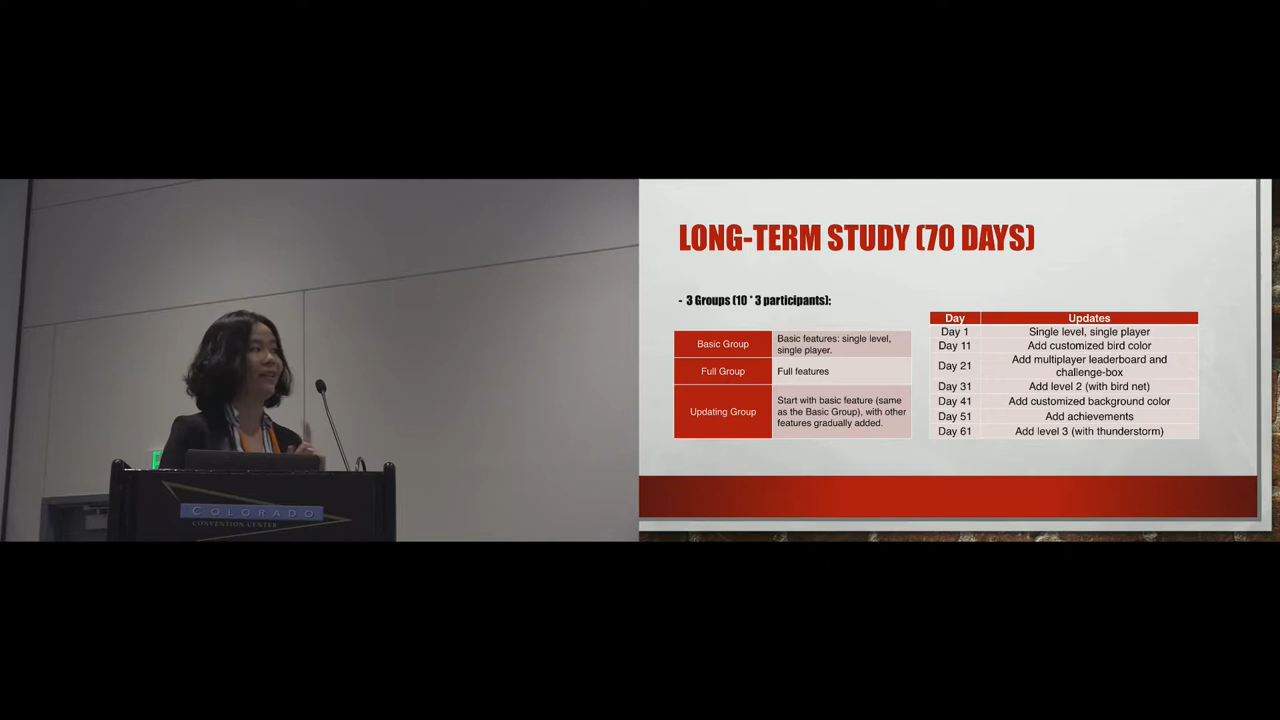 LONG-TERM STUDY (70 DAYS)
- 3 Groups (10 * 3 participants):
Basic Group
Basic features: single level,
single player.
Full Group
Full features
Updating Group
Start with basic feature (same
as the Basic Group), with other
features gradually added.
Day Updates
Day 1 Single level, single player
Day 11 Add customized bird color
Day 21 Add multiplayer leaderboard and
challenge-box
Day 31 Add level 2 (with bird net)
Day 41 Add customized background color
Day 51 Add achievements
Day 61 Add level 3 (with thunderstorm)
COLORADO
CONVENTION CENTER